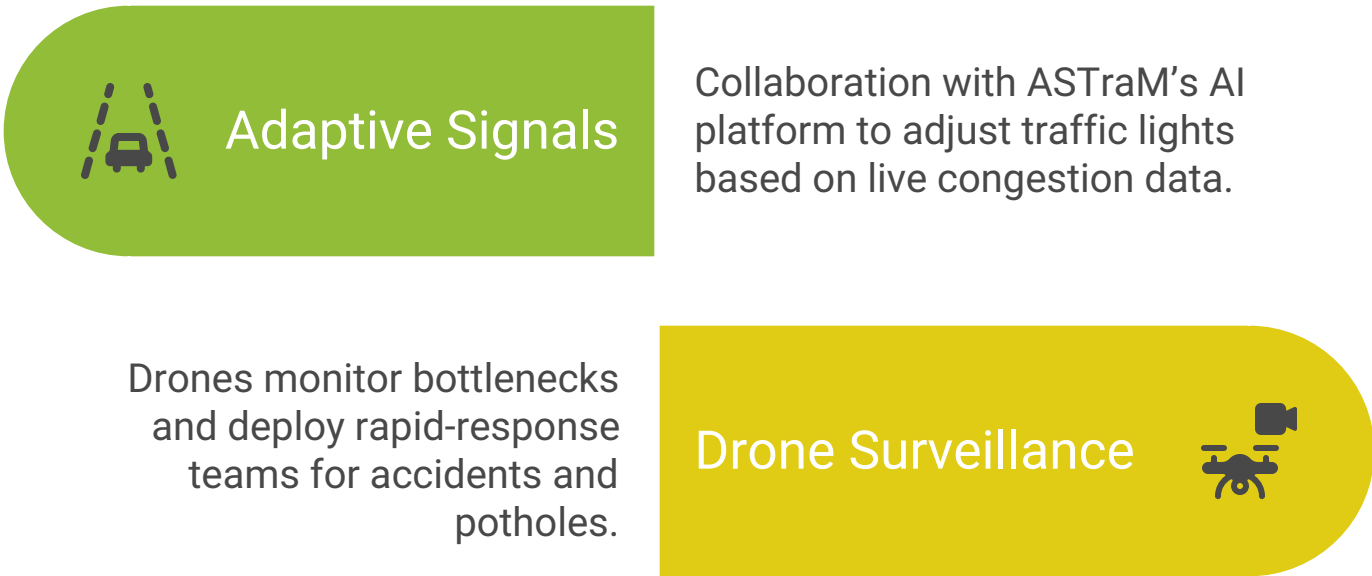 Adaptive Signals
Collaboration with ASTraM’s AI
platform to adjust traffic lights
based on live congestion data.
Drones monitor bottlenecks
and deploy rapid-response
teams for accidents and
potholes.
Drone Surveillance